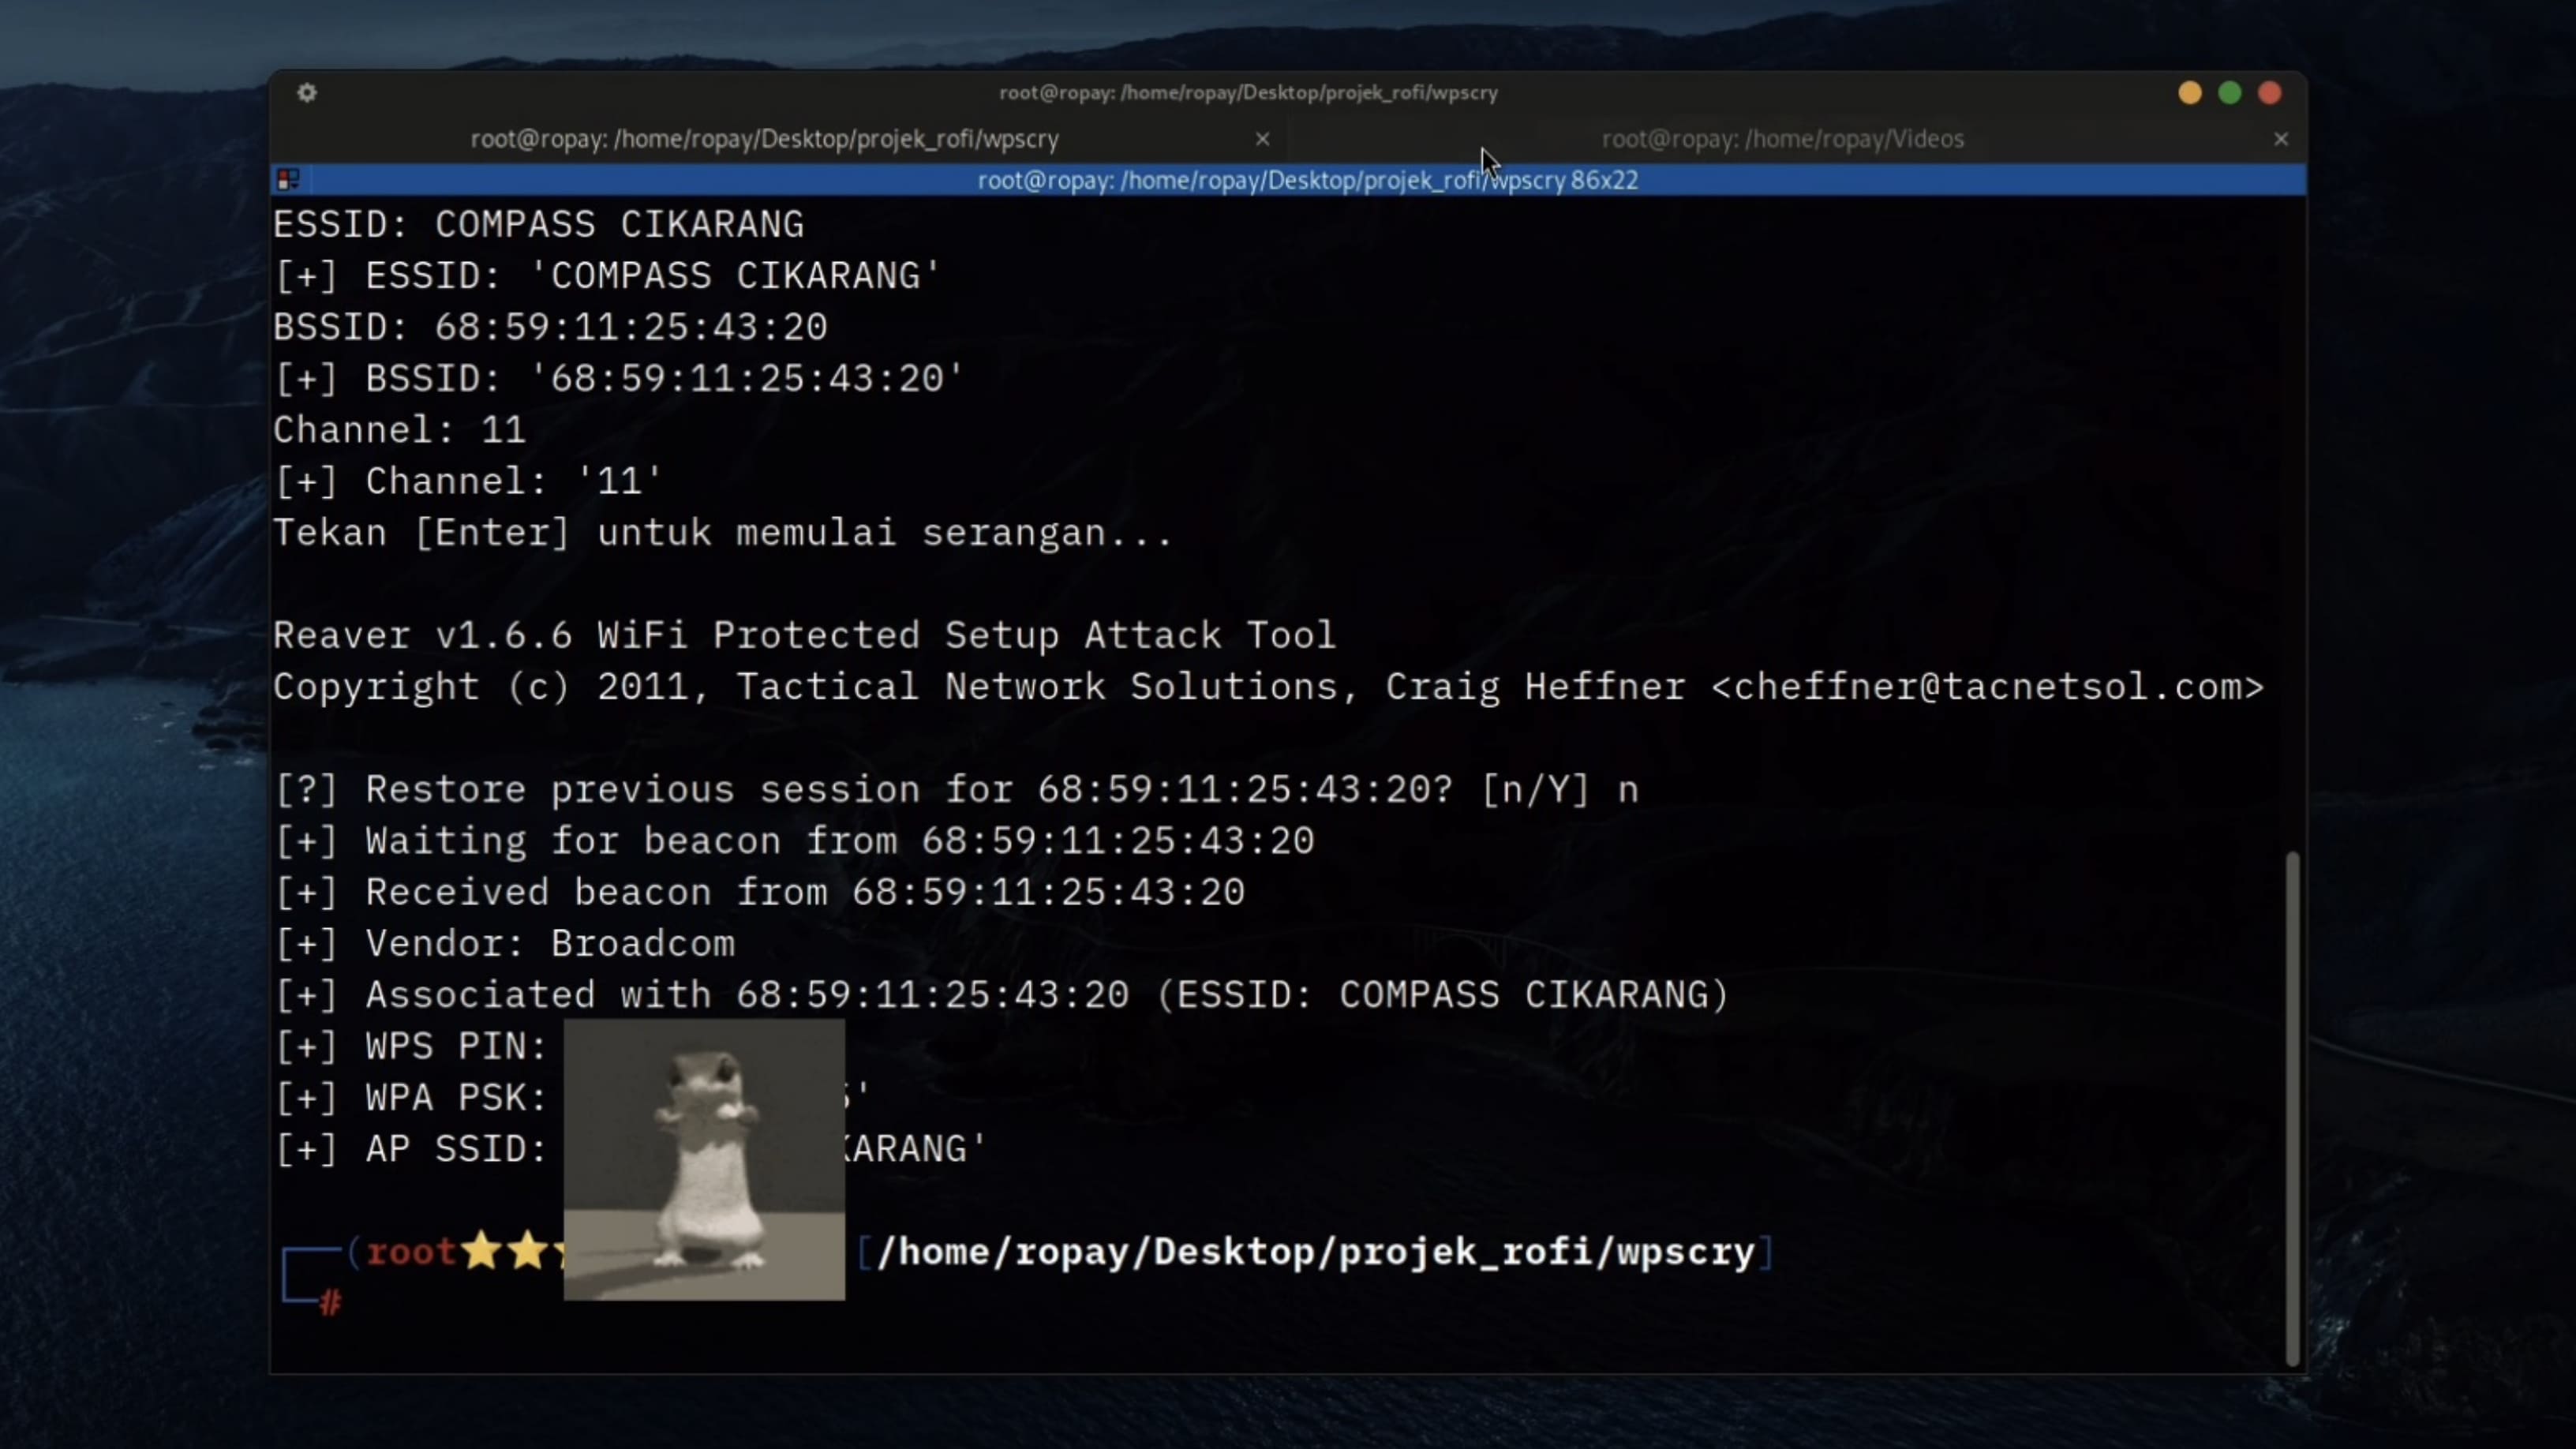 root@ropay: /home/ropay/Desktop/projek_rofi/wpscry
root@ropay: /home/ropay/Desktop/projek_rofi/wpscry × root@ropay: /home/ropay/Videos ×
root@ropay: /home/ropay/Desktop/projek_rofi/wpscry 86x22
ESSID: COMPASS CIKARANG
[+] ESSID: 'COMPASS CIKARANG'
BSSID: 68:59:11:25:43:20
[+] BSSID: '68:59:11:25:43:20'
Channel: 11
[+] Channel: '11'
Tekan [Enter] untuk memulai serangan...
Reaver v1.6.6 WiFi Protected Setup Attack Tool
Copyright (c) 2011, Tactical Network Solutions, Craig Heffner <cheffner@tacnetsol.com>
[?] Restore previous session for 68:59:11:25:43:20? [n/Y] n
[+] Waiting for beacon from 68:59:11:25:43:20
[+] Received beacon from 68:59:11:25:43:20
[+] Vendor: Broadcom
[+] Associated with 68:59:11:25:43:20 (ESSID: COMPASS CIKARANG)
[+] WPS PIN:
[+] WPA PSK:
[+] AP SSID: KARANG'
(root [/home/ropay/Desktop/projek_rofi/wpscry]
#